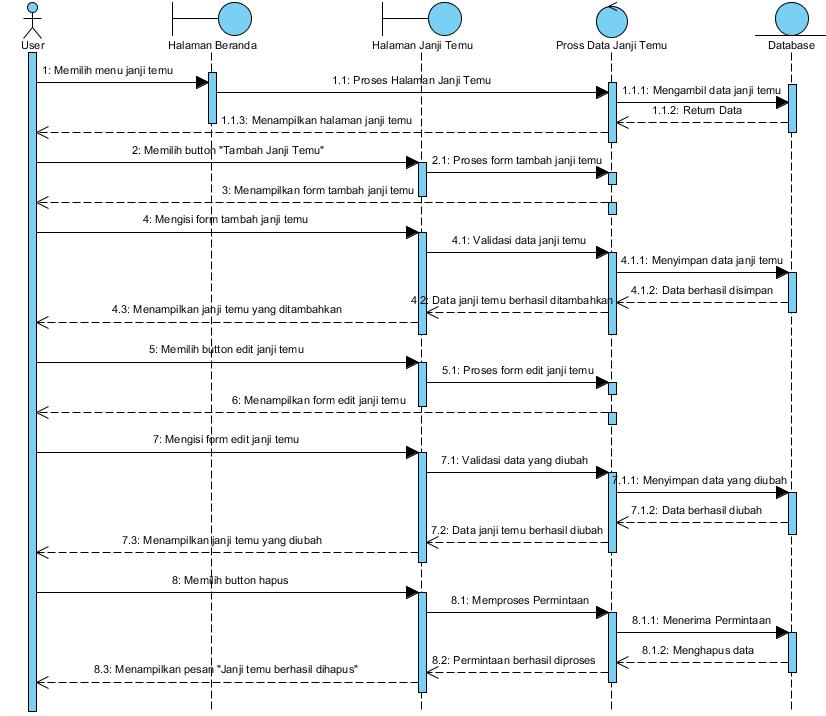 User
Halaman Beranda
Halaman Janji Temu
Pross Data Janji Temu
Database
1: Memilih menu janji temu
1.1: Proses Halaman Janji Temu
1.1.1: Mengambil data janji temu
1.1.2: Return Data
1.1.3: Menampilkan halaman janji temu
2: Memilih button "Tambah Janji Temu"
2.1: Proses form tambah janji temu
3: Menampilkan form tambah janji temu
4: Mengisi form tambah janji temu
4.1: Validasi data janji temu
4.1.1: Menyimpan data janji temu
4.1.2: Data berhasil disimpan
4.2: Data janji temu berhasil ditambahkan
4.3: Menampilkan janji temu yang ditambahkan
5: Memilih button edit janji temu
5.1: Proses form edit janji temu
6: Menampilkan form edit janji temu
7: Mengisi form edit janji temu
7.1: Validasi data yang diubah
7.1.1: Menyimpan data yang diubah
7.1.2: Data berhasil diubah
7.2: Data janji temu berhasil diubah
7.3: Menampilkan janji temu yang diubah
8: Memilih button hapus
8.1: Memproses Permintaan
8.1.1: Menerima Permintaan
8.1.2: Menghapus data
8.2: Permintaan berhasil diproses
8.3: Menampilkan pesan "Janji temu berhasil dihapus"